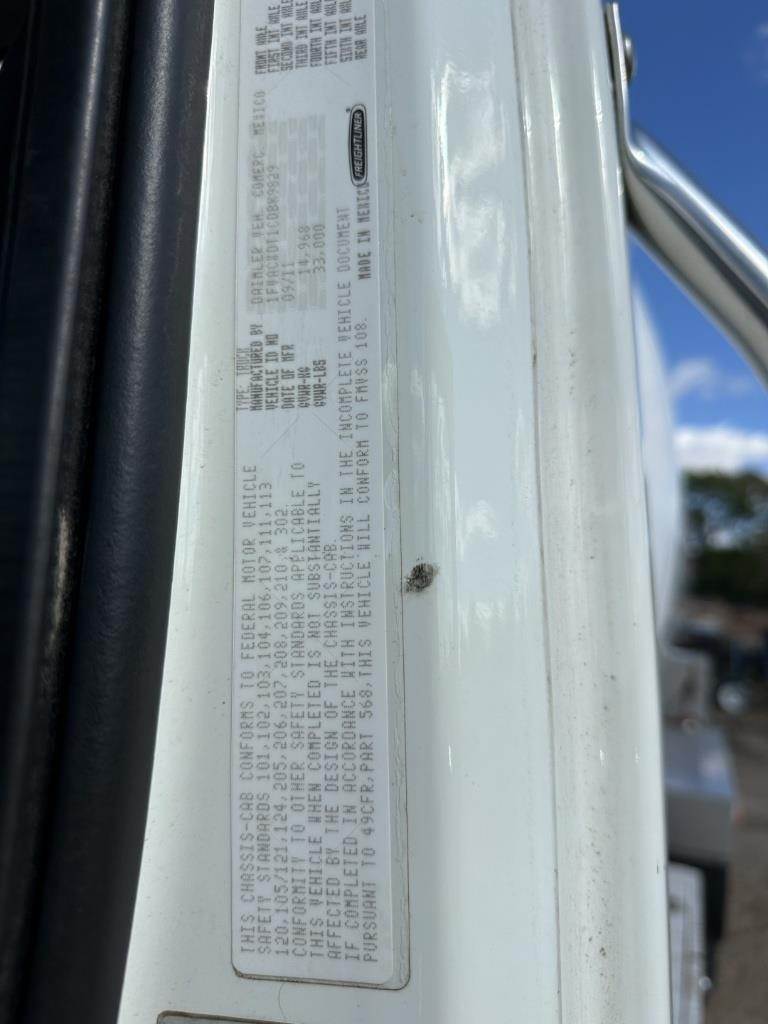 THIS CHASSIS-CAB CONFORMS TO FEDERAL MOTOR VEHICLE
SAFETY STANDARDS 101,102,103,104,106,107,111,113
120,105/121,124,205,206,207,208,209,210,& 302.
CONFORMITY TO OTHER SAFETY STANDARDS APPLICABLE TO
THIS VEHICLE WHEN COMPLETED IS NOT SUBSTANTIALLY
AFFECTED BY THE DESIGN OF THE CHASSIS-CAB.
IF COMPLETED IN ACCORDANCE WITH INSTRUCTIONS IN THE INCOMPLETE VEHICLE DOCUMENT
PURSUANT TO 49CFR,PART 568,THIS VEHICLE WILL CONFORM TO FMVSS 108.
TYPE: TRUCK
MANUFACTURED BY DAIMLER VEH. COMERC. MEXICO
VEHICLE ID NO
DATE OF MFR 09/11
GVWR-KG 14,968
GVWR-LBS 33,000
MADE IN MEXICO
FREIGHTLINER
FRONT AXLE
FIRST INT AXLE
SECOND INT AXLE
THIRD INT AXLE
FOURTH INT AXLE
FIFTH INT AXLE
SIXTH INT AXLE
REAR AXLE